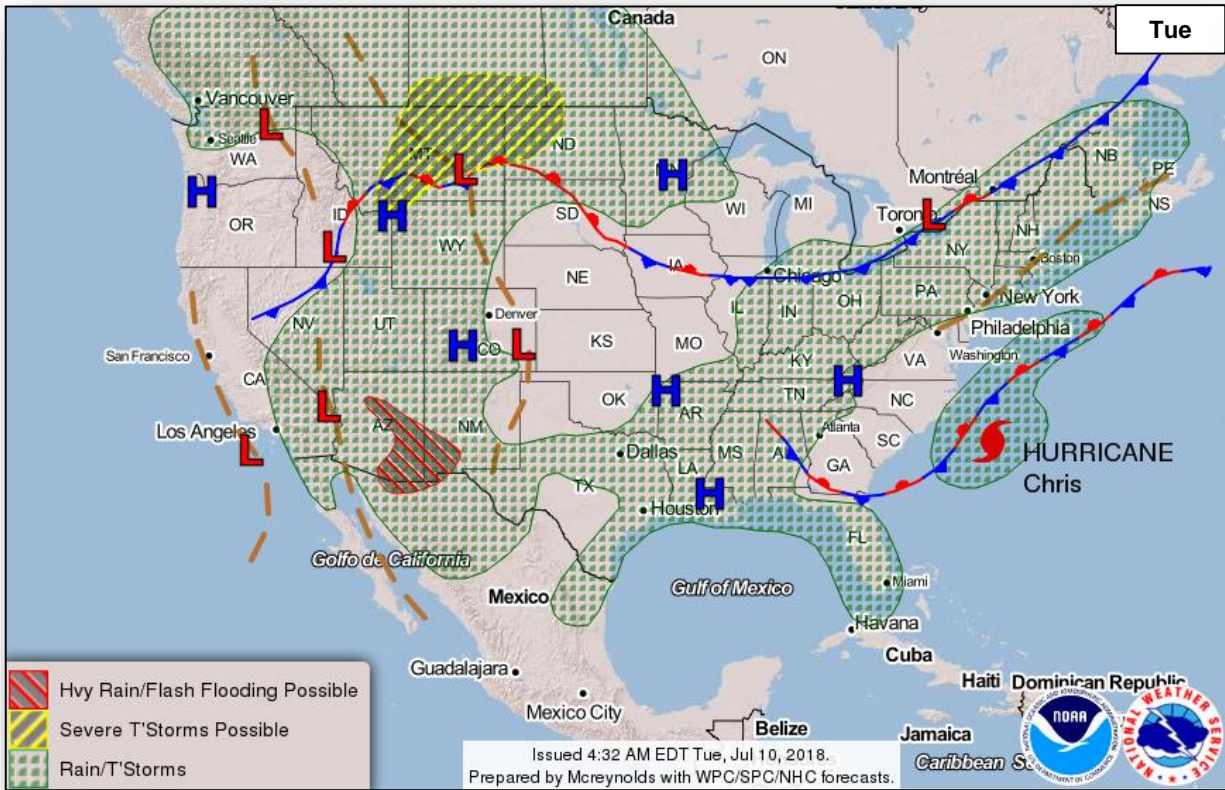 Canada
Tue
ON
Vancouver
Seattle
WA
MT
ND
NB
PE
Montréal
NS
OR
ID
SD
WI
MI
Toronto
NH
WY
IA
NY
Boston
NE
Chicago
PA
New York
NV
UT
Denver
IL
IN
OH
Philadelphia
San Francisco
CO
KS
MO
KY
VA
Washington
CA
OK
TN
NC
Los Angeles
AZ
NM
AR
Atlanta
SC
Dallas
LA
MS
GA
HURRICANE
Chris
TX
Houston
FL
Golfo de California
Gulf of Mexico
Miami
Mexico
Havana
Cuba
Guadalajara
Haiti
Dominican Republic
Mexico City
Belize
Jamaica
H
H
H
H
H
H
H
L
L
L
L
L
L
L
Hvy Rain/Flash Flooding Possible
Severe T'Storms Possible
Rain/T'Storms
Issued 4:32 AM EDT Tue, Jul 10, 2018.
Prepared by Mcreynolds with WPC/SPC/NHC forecasts.
Caribbean
NOAA
NATIONAL WEATHER SERVICE